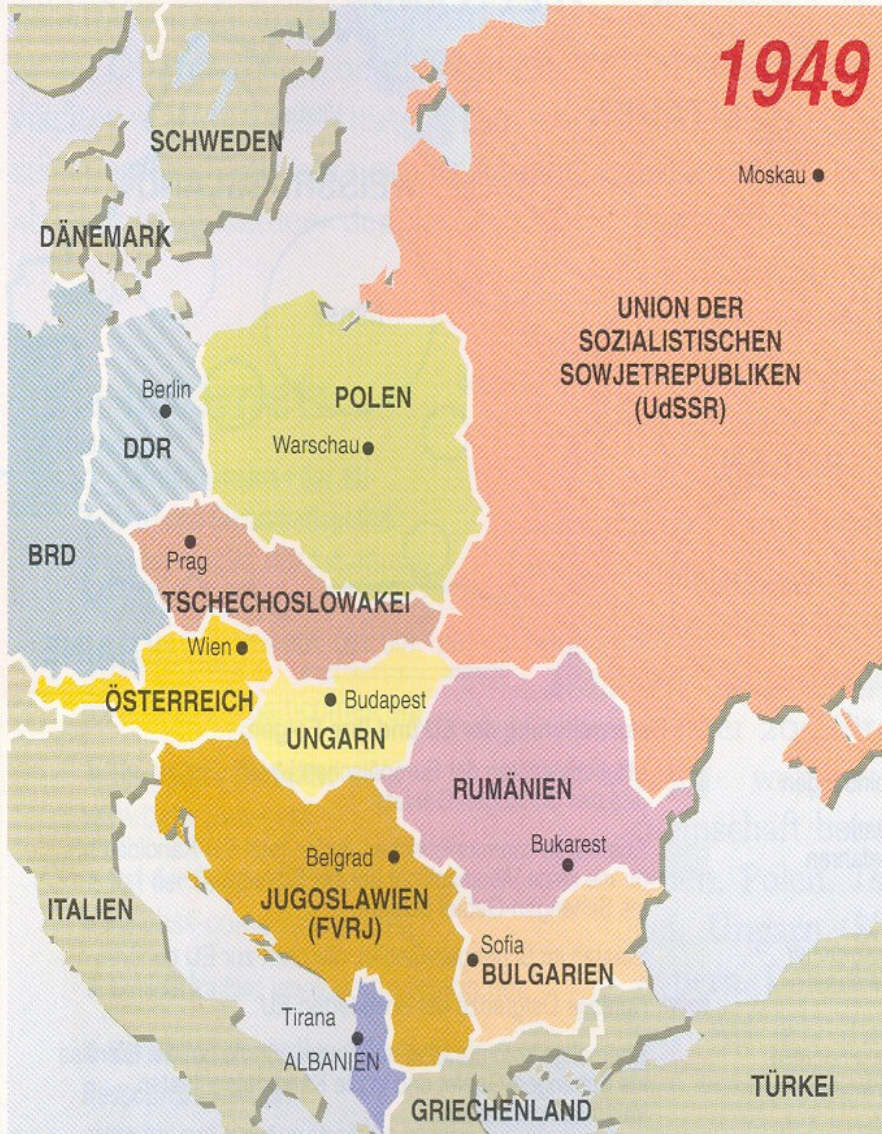 1949
SCHWEDEN
Moskau
DÄNEMARK
UNION DER
SOZIALISTISCHEN
SOWJETREPUBLIKEN
(UdSSR)
Berlin
POLEN
DDR
Warschau
BRD
Prag
TSCHECHOSLOWAKEI
Wien
ÖSTERREICH
Budapest
UNGARN
RUMÄNIEN
Bukarest
Belgrad
JUGOSLAWIEN
(FVRJ)
ITALIEN
Sofia
BULGARIEN
Tirana
ALBANIEN
TÜRKEI
GRIECHENLAND